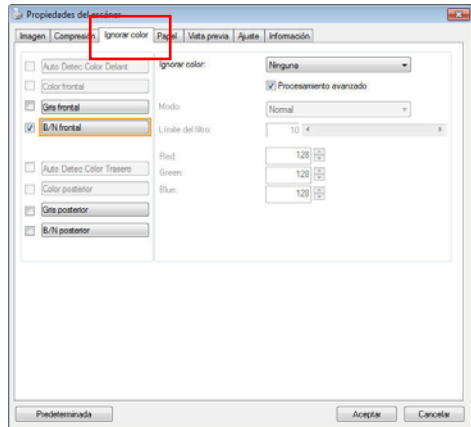 Propiedades del escáner
Imagen Compresión Ignorar color Papel Vista previa Ajuste Información
Auto Detec Color Delant Ignorar color: Ninguna
Color frontal Procesamiento avanzado
Gris frontal Modo: Normal
B/N frontal Límite del filtro: 10
Red: 128
Auto Detec Color Trasero Green: 128
Color posterior Blue: 128
Gris posterior
B/N posterior
Predeterminada Aceptar Cancelar